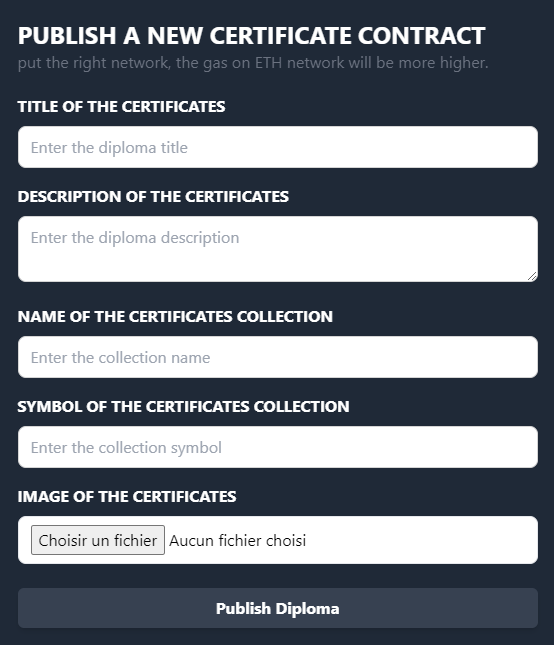 PUBLISH A NEW CERTIFICATE CONTRACT
put the right network, the gas on ETH network will be more higher.
TITLE OF THE CERTIFICATES
Enter the diploma title
DESCRIPTION OF THE CERTIFICATES
Enter the diploma description
NAME OF THE CERTIFICATES COLLECTION
Enter the collection name
SYMBOL OF THE CERTIFICATES COLLECTION
Enter the collection symbol
IMAGE OF THE CERTIFICATES
Choisir un fichier Aucun fichier choisi
Publish Diploma